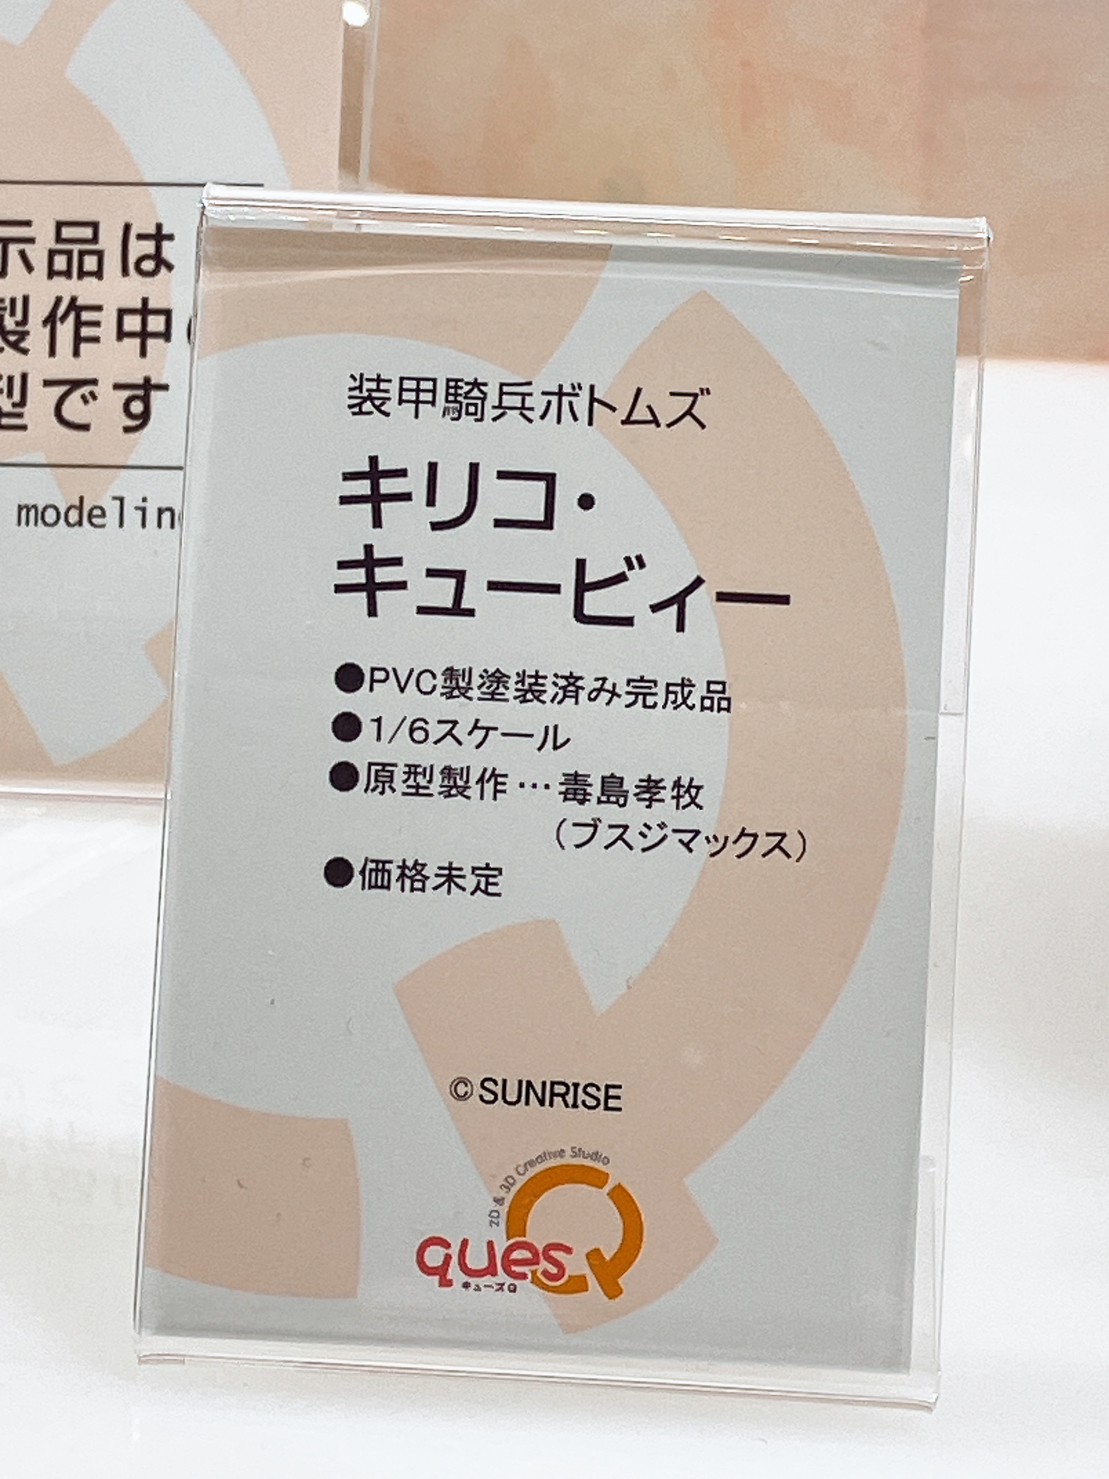 示品は
製作中
型です
modelin
装甲騎兵ボトムズ
キリコ・
キュービィー
●PVC製塗装済み完成品
●1/6スケール
●原型製作…毒島孝牧
(ブスジマックス)
●価格未定
©SUNRISE
2D & 3D Creative Studio
quesQ
キューズQ